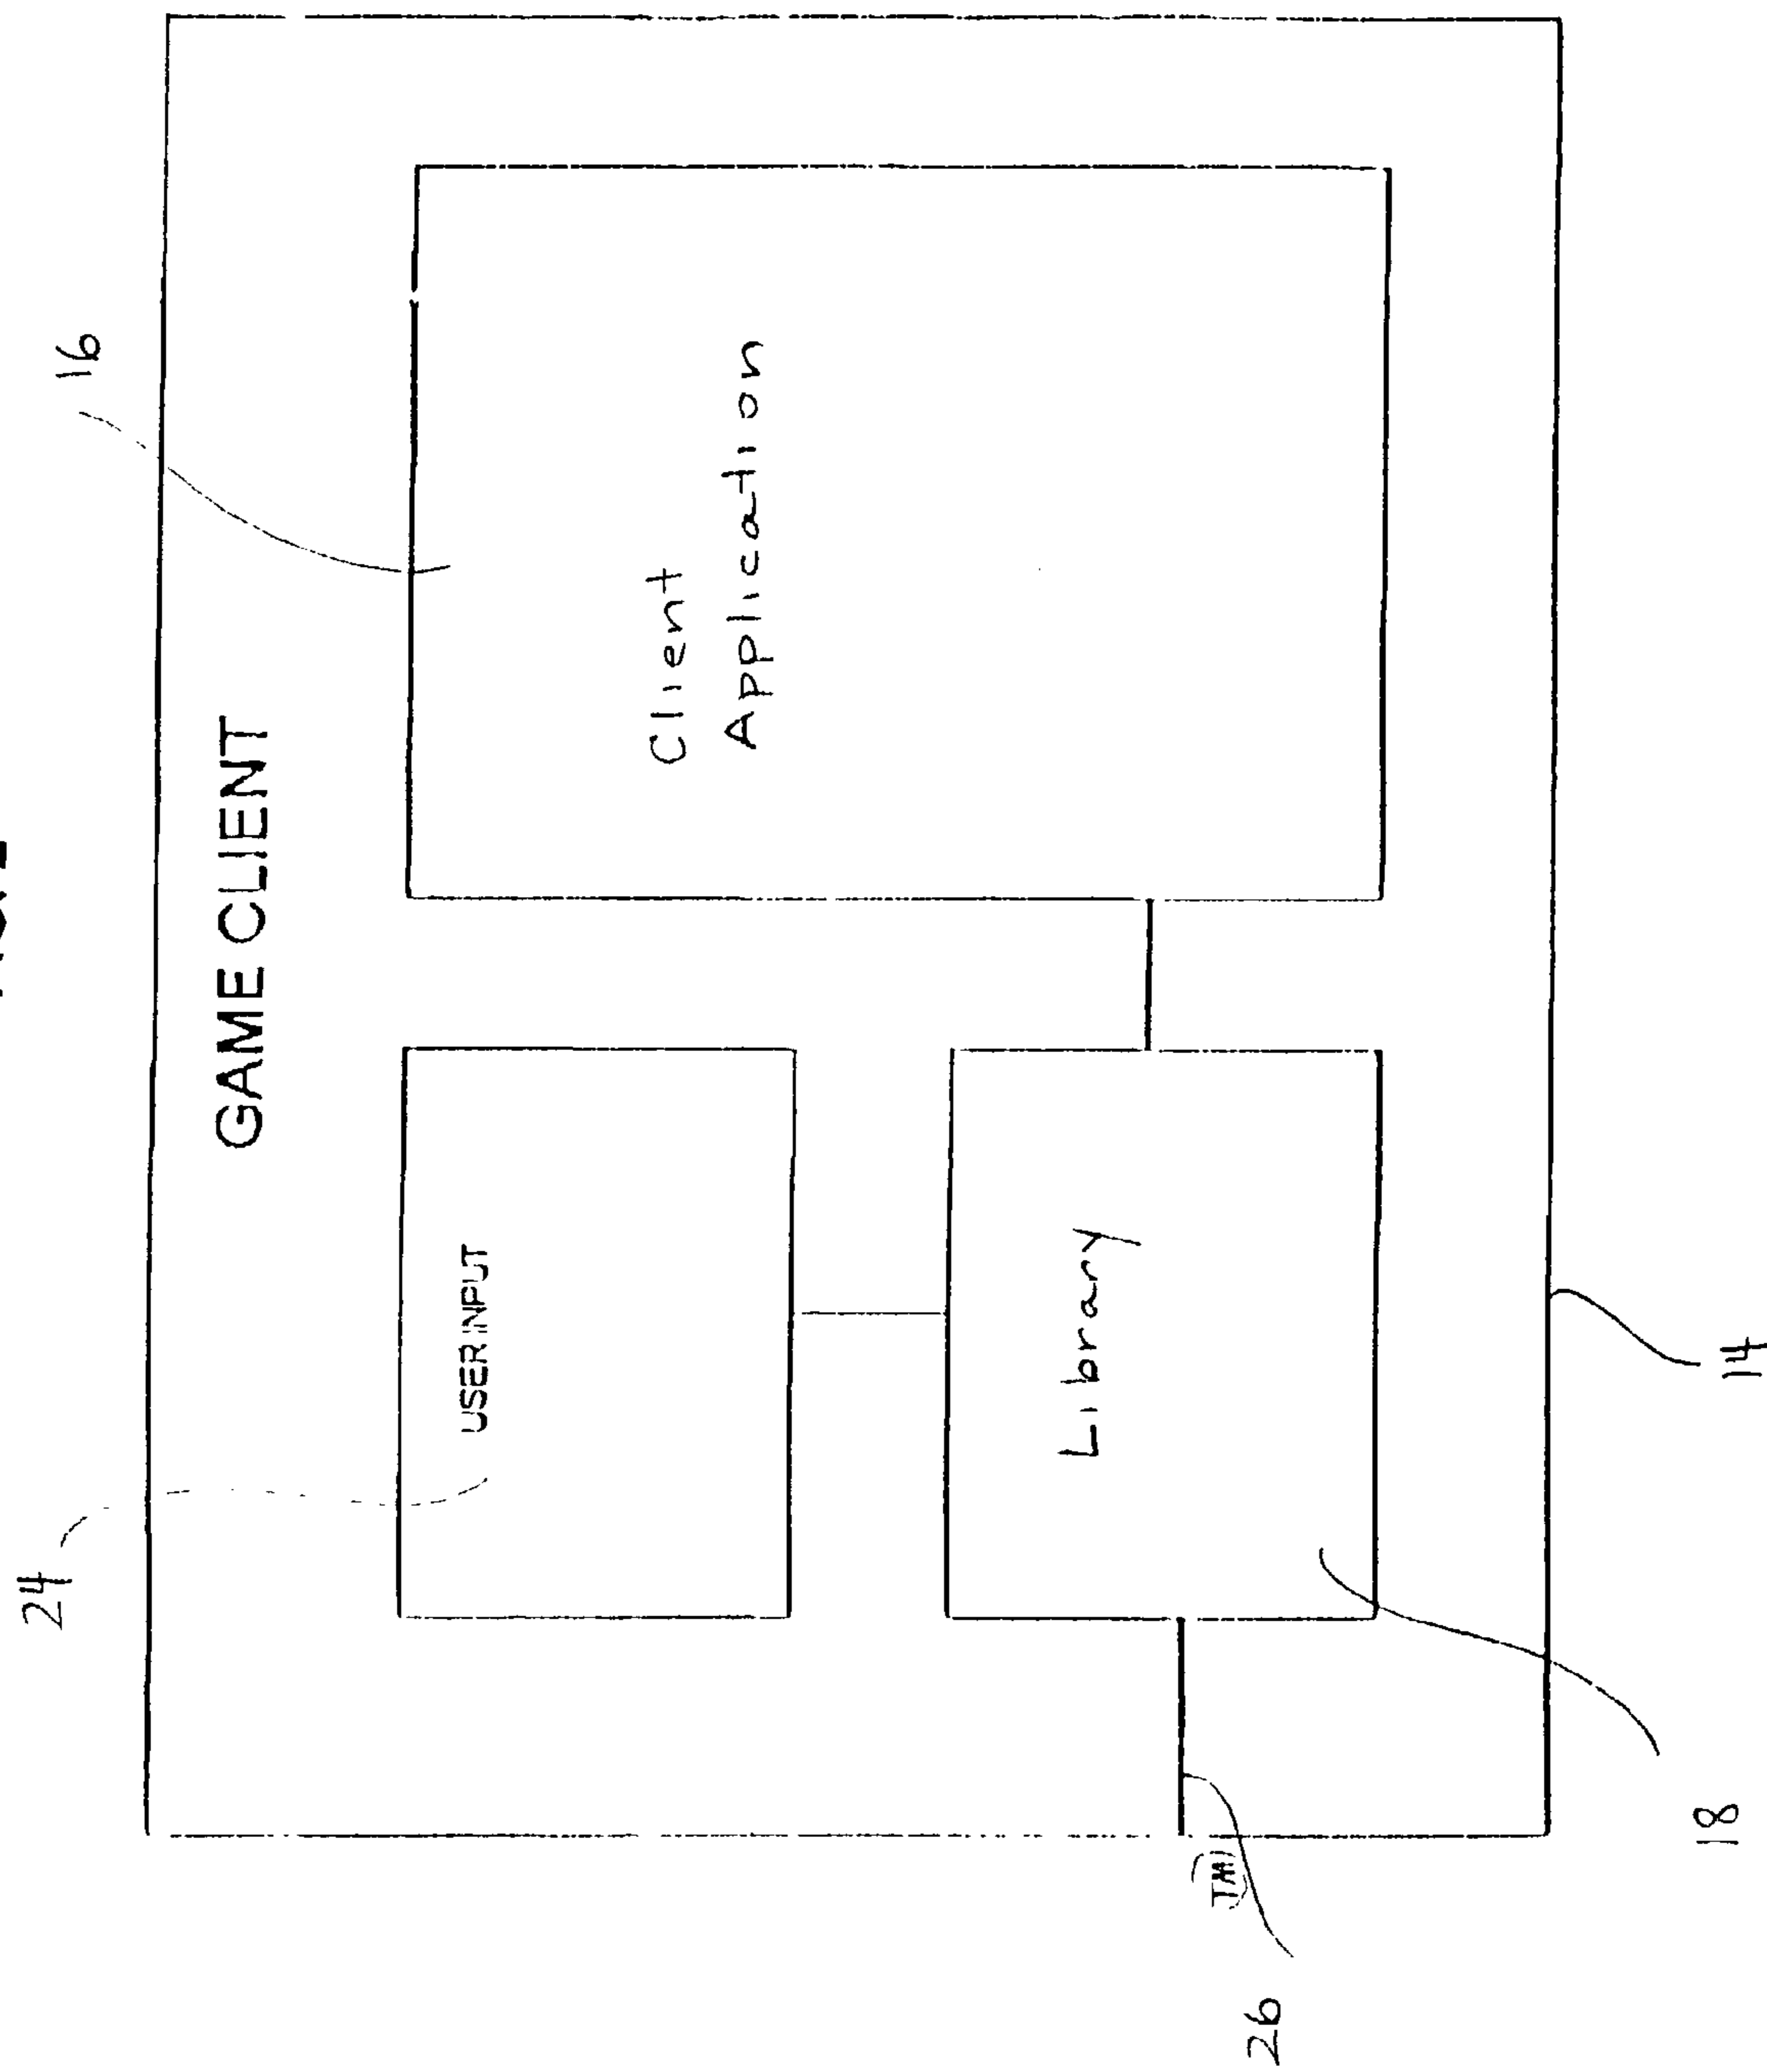 16
24
GAME CLIENT
USER INPUT
Client
Application
Library
(TM)
26
18
14